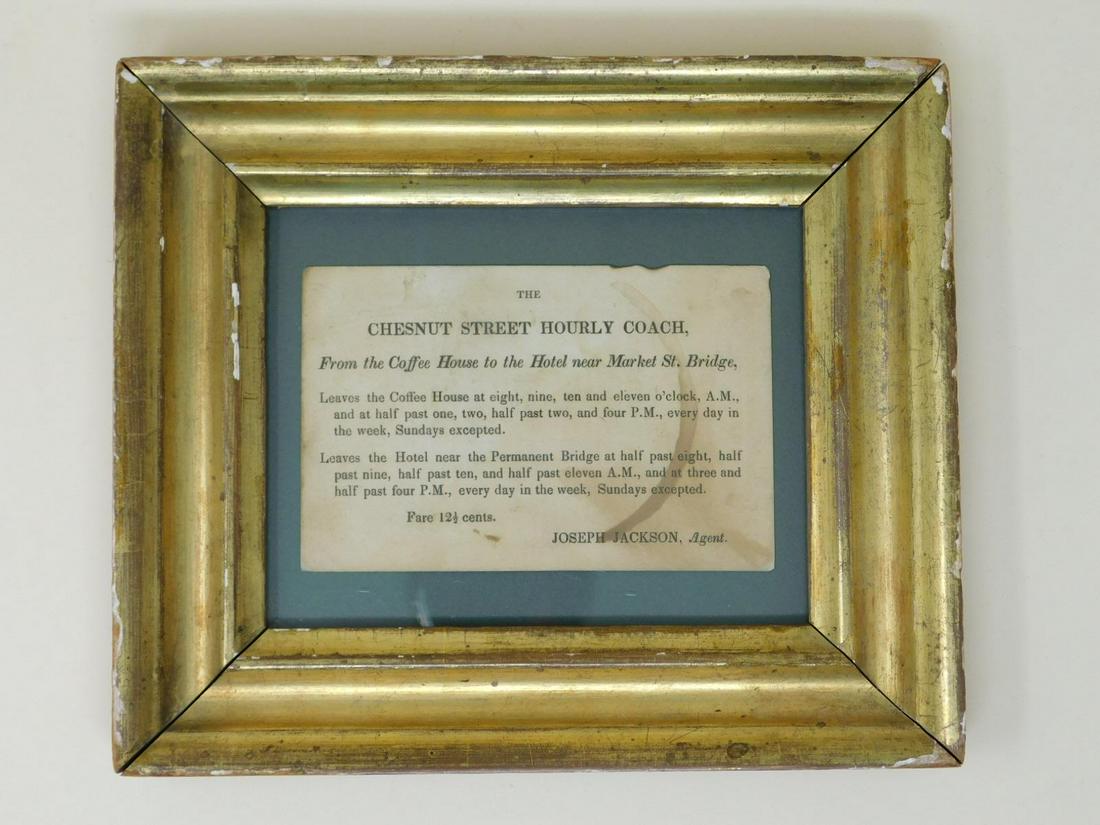 THE
CHESNUT STREET HOURLY COACH,
From the Coffee House to the Hotel near Market St. Bridge,
Leaves the Coffee House at eight, nine, ten and eleven o'clock, A.M.,
and at half past one, two, half past two, and four P.M., every day in
the week, Sundays excepted.
Leaves the Hotel near the Permanent Bridge at half past eight, half
past nine, half past ten, and half past eleven A.M., and at three and
half past four P.M., every day in the week, Sundays excepted.
Fare 12½ cents.
JOSEPH JACKSON, Agent.